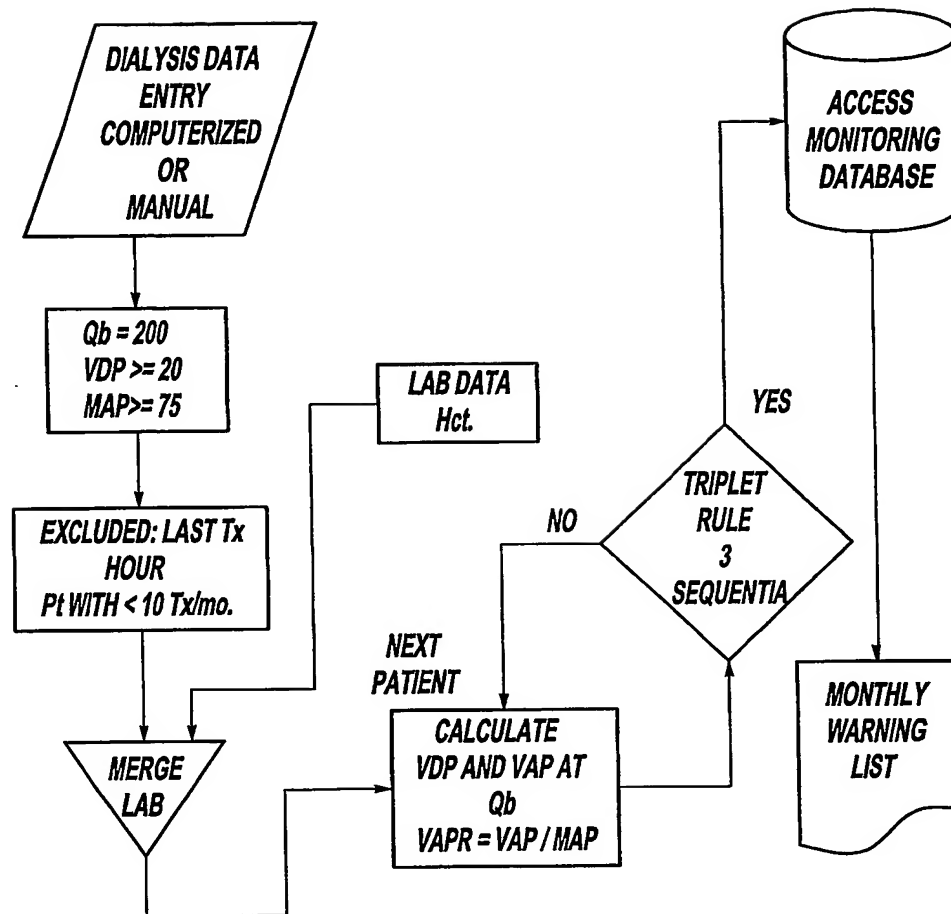 DIALYSIS DATA
ENTRY
COMPUTERIZED
OR
MANUAL
Qb = 200
VDP >= 20
MAP>= 75
EXCLUDED: LAST Tx
HOUR
Pt WITH < 10 Tx/mo.
LAB DATA
Hct.
MERGE
LAB
NEXT
PATIENT
CALCULATE
VDP AND VAP AT
Qb
VAPR = VAP / MAP
TRIPLET
RULE
3
SEQUENTIA
NO
YES
ACCESS
MONITORING
DATABASE
MONTHLY
WARNING
LIST